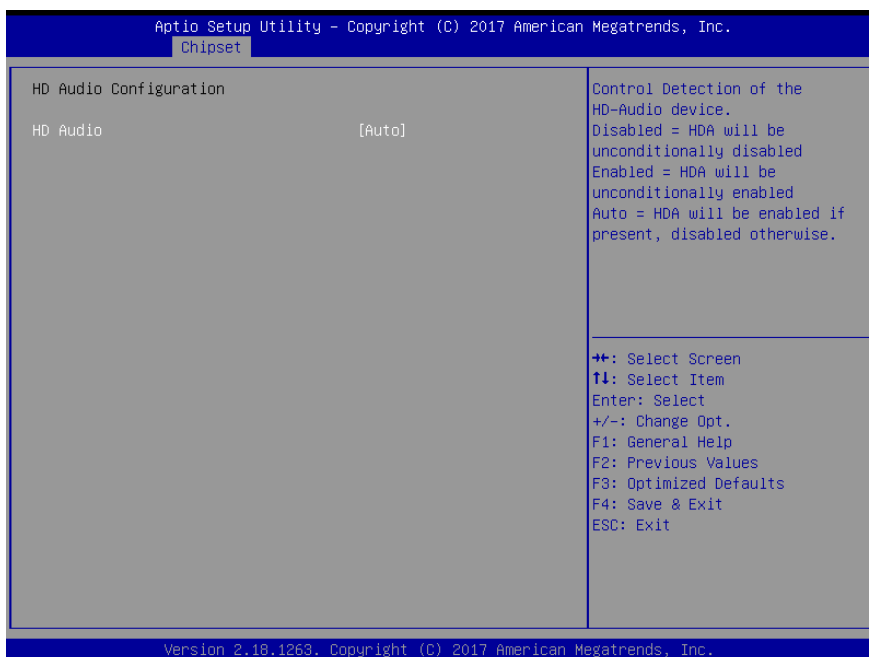 Aptio Setup Utility – Copyright (C) 2017 American Megatrends, Inc.
Chipset
HD Audio Configuration
HD Audio [Auto]
Control Detection of the
HD-Audio device.
Disabled = HDA will be
unconditionally disabled
Enabled = HDA will be
unconditionally enabled
Auto = HDA will be enabled if
present, disabled otherwise.
→←: Select Screen
↑↓: Select Item
Enter: Select
+/-: Change Opt.
F1: General Help
F2: Previous Values
F3: Optimized Defaults
F4: Save & Exit
ESC: Exit
Version 2.18.1263. Copyright (C) 2017 American Megatrends, Inc.